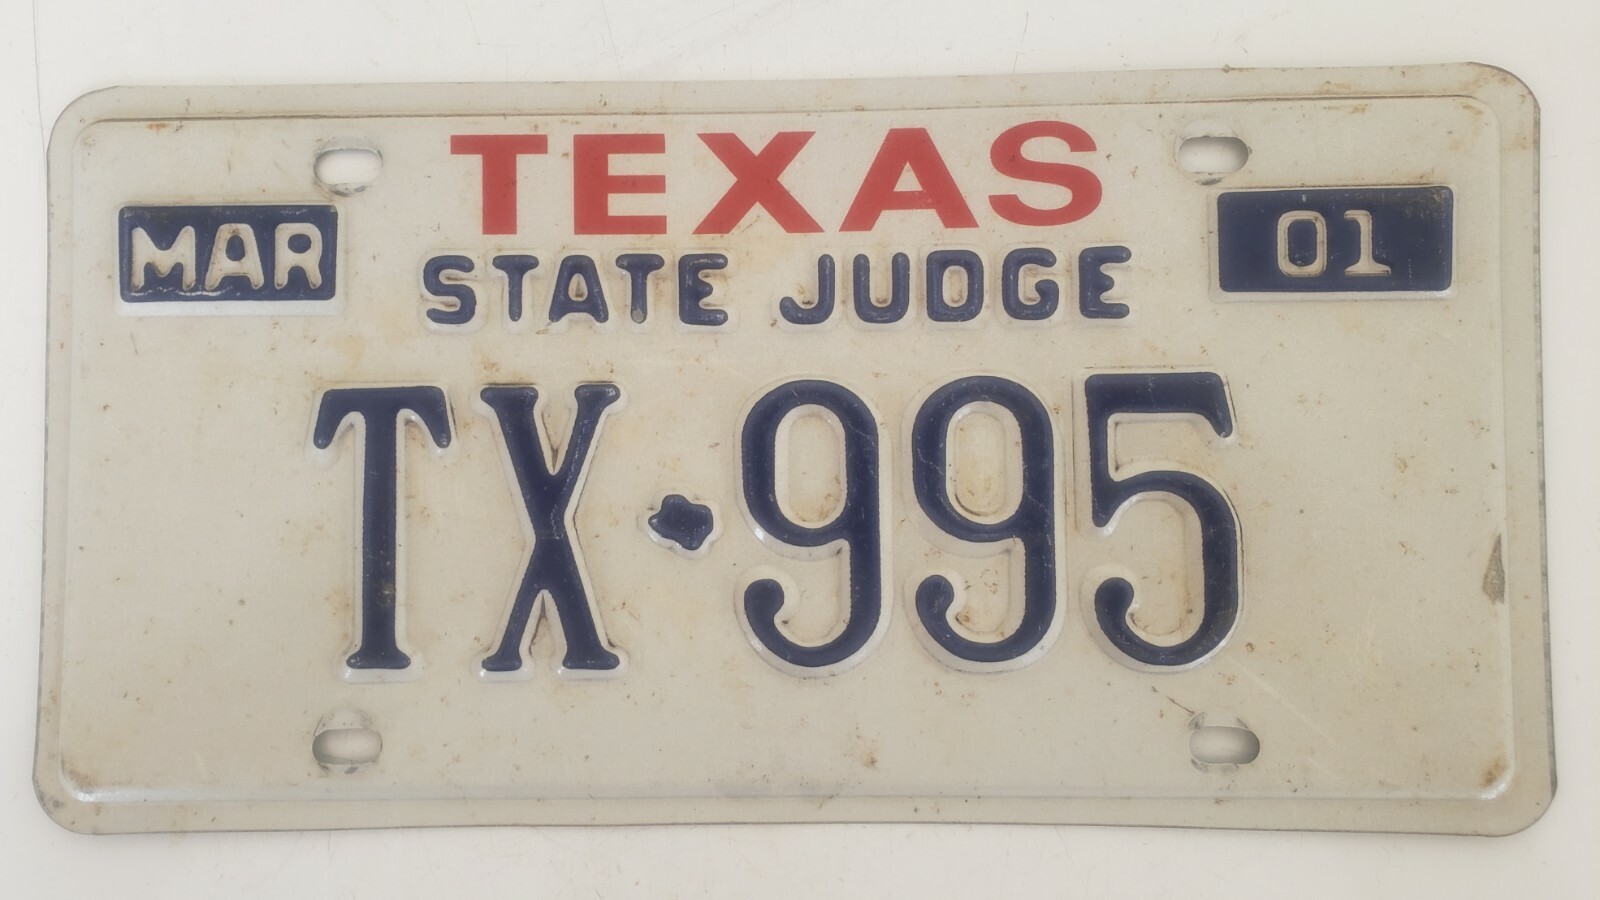 TEXAS
MAR 01
STATE JUDGE
TX 995